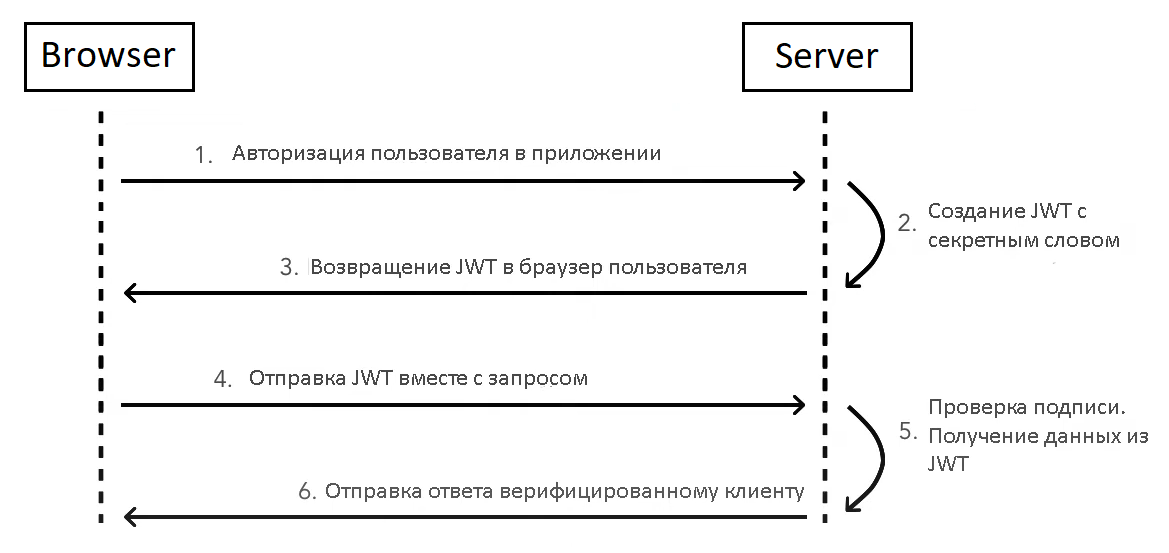 Browser
Server
1. Авторизация пользователя в приложении
2. Создание JWT с
секретным словом
3. Возвращение JWT в браузер пользователя
4. Отправка JWT вместе с запросом
5. Проверка подписи.
Получение данных из
JWT
6. Отправка ответа верифицированному клиенту